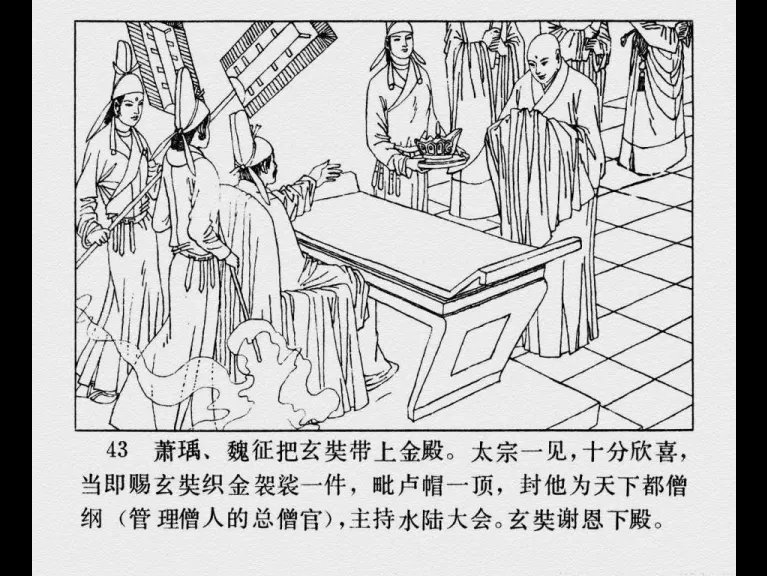 43 萧瑀、魏征把玄奘带上金殿。太宗一见,十分欣喜,
当即赐玄奘织金袈裟一件，毗卢帽一顶，封他为天下都僧
纲（管理僧人的总僧官）,主持水陆大会。玄奘谢恩下殿。